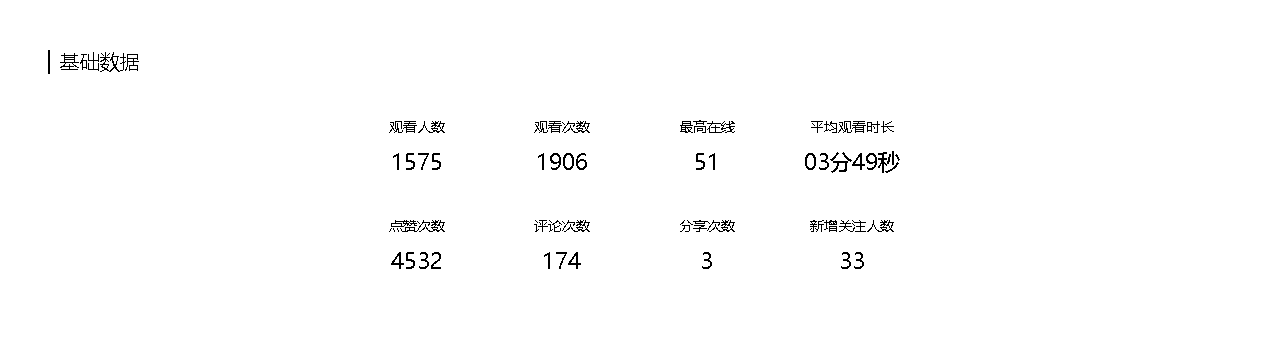 基础数据
观看人数 观看次数 最高在线 平均观看时长
1575 1906 51 03分49秒
点赞次数 评论次数 分享次数 新增关注人数
4532 174 3 33